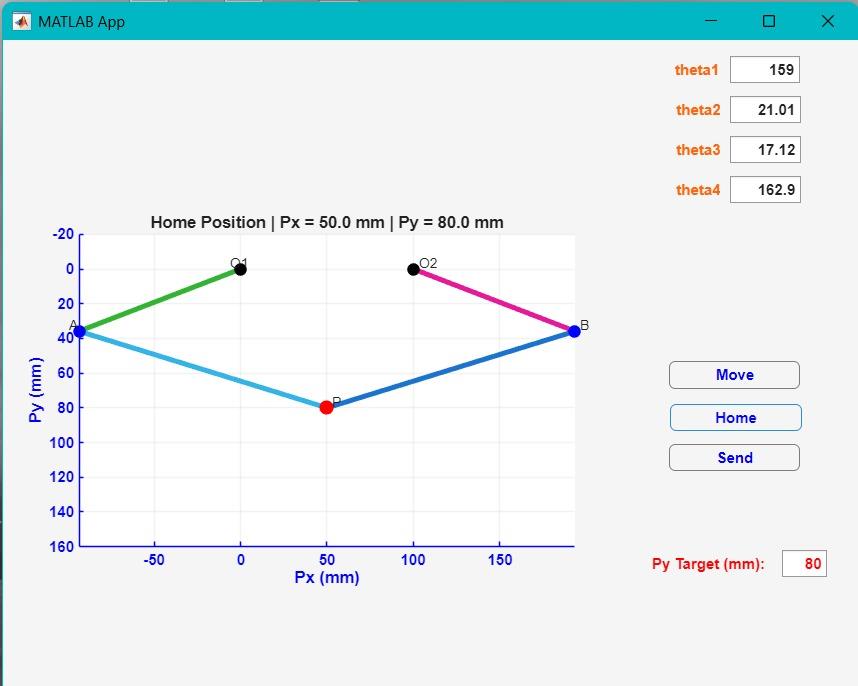 MATLAB App
theta1 159
theta2 21.01
theta3 17.12
theta4 162.9
Home Position | Px = 50.0 mm | Py = 80.0 mm
-20
0
20
40
60
80
100
120
140
160
Py (mm)
O1
O2
A
B
P
-50 0 50 100 150
Px (mm)
Move
Home
Send
Py Target (mm): 80